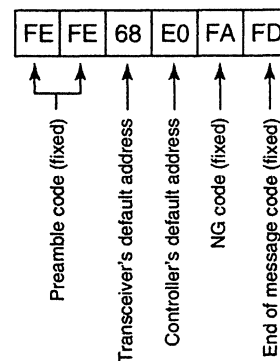 FE FE 68 E0 FA FD
Preamble code (fixed)
Transceiver's default address
Controller's default address
NG code (fixed)
End of message code (fixed)